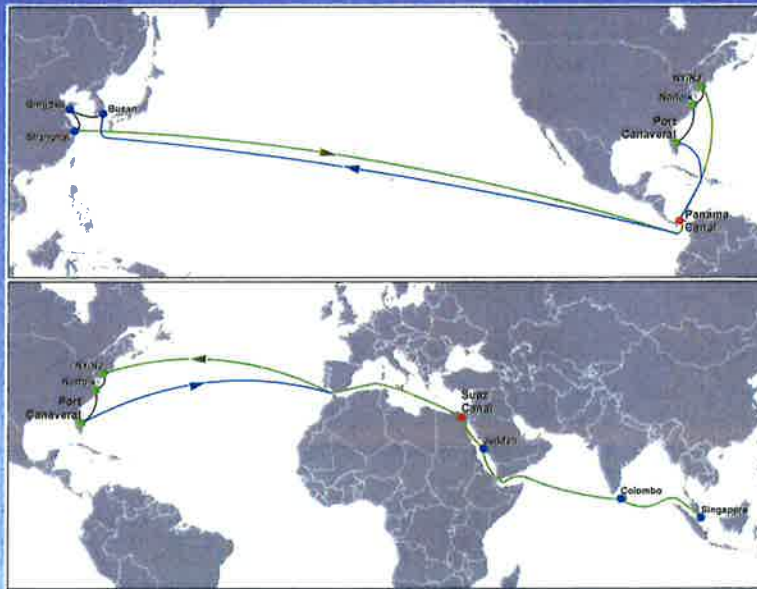 NY/NJ
Norfolk
Port
Canaveral
Qingdao
Busan
Shanghai
Panama
Canal
NY/NJ
Norfolk
Port
Canaveral
Suez
Canal
Jeddah
Colombo
Singapore